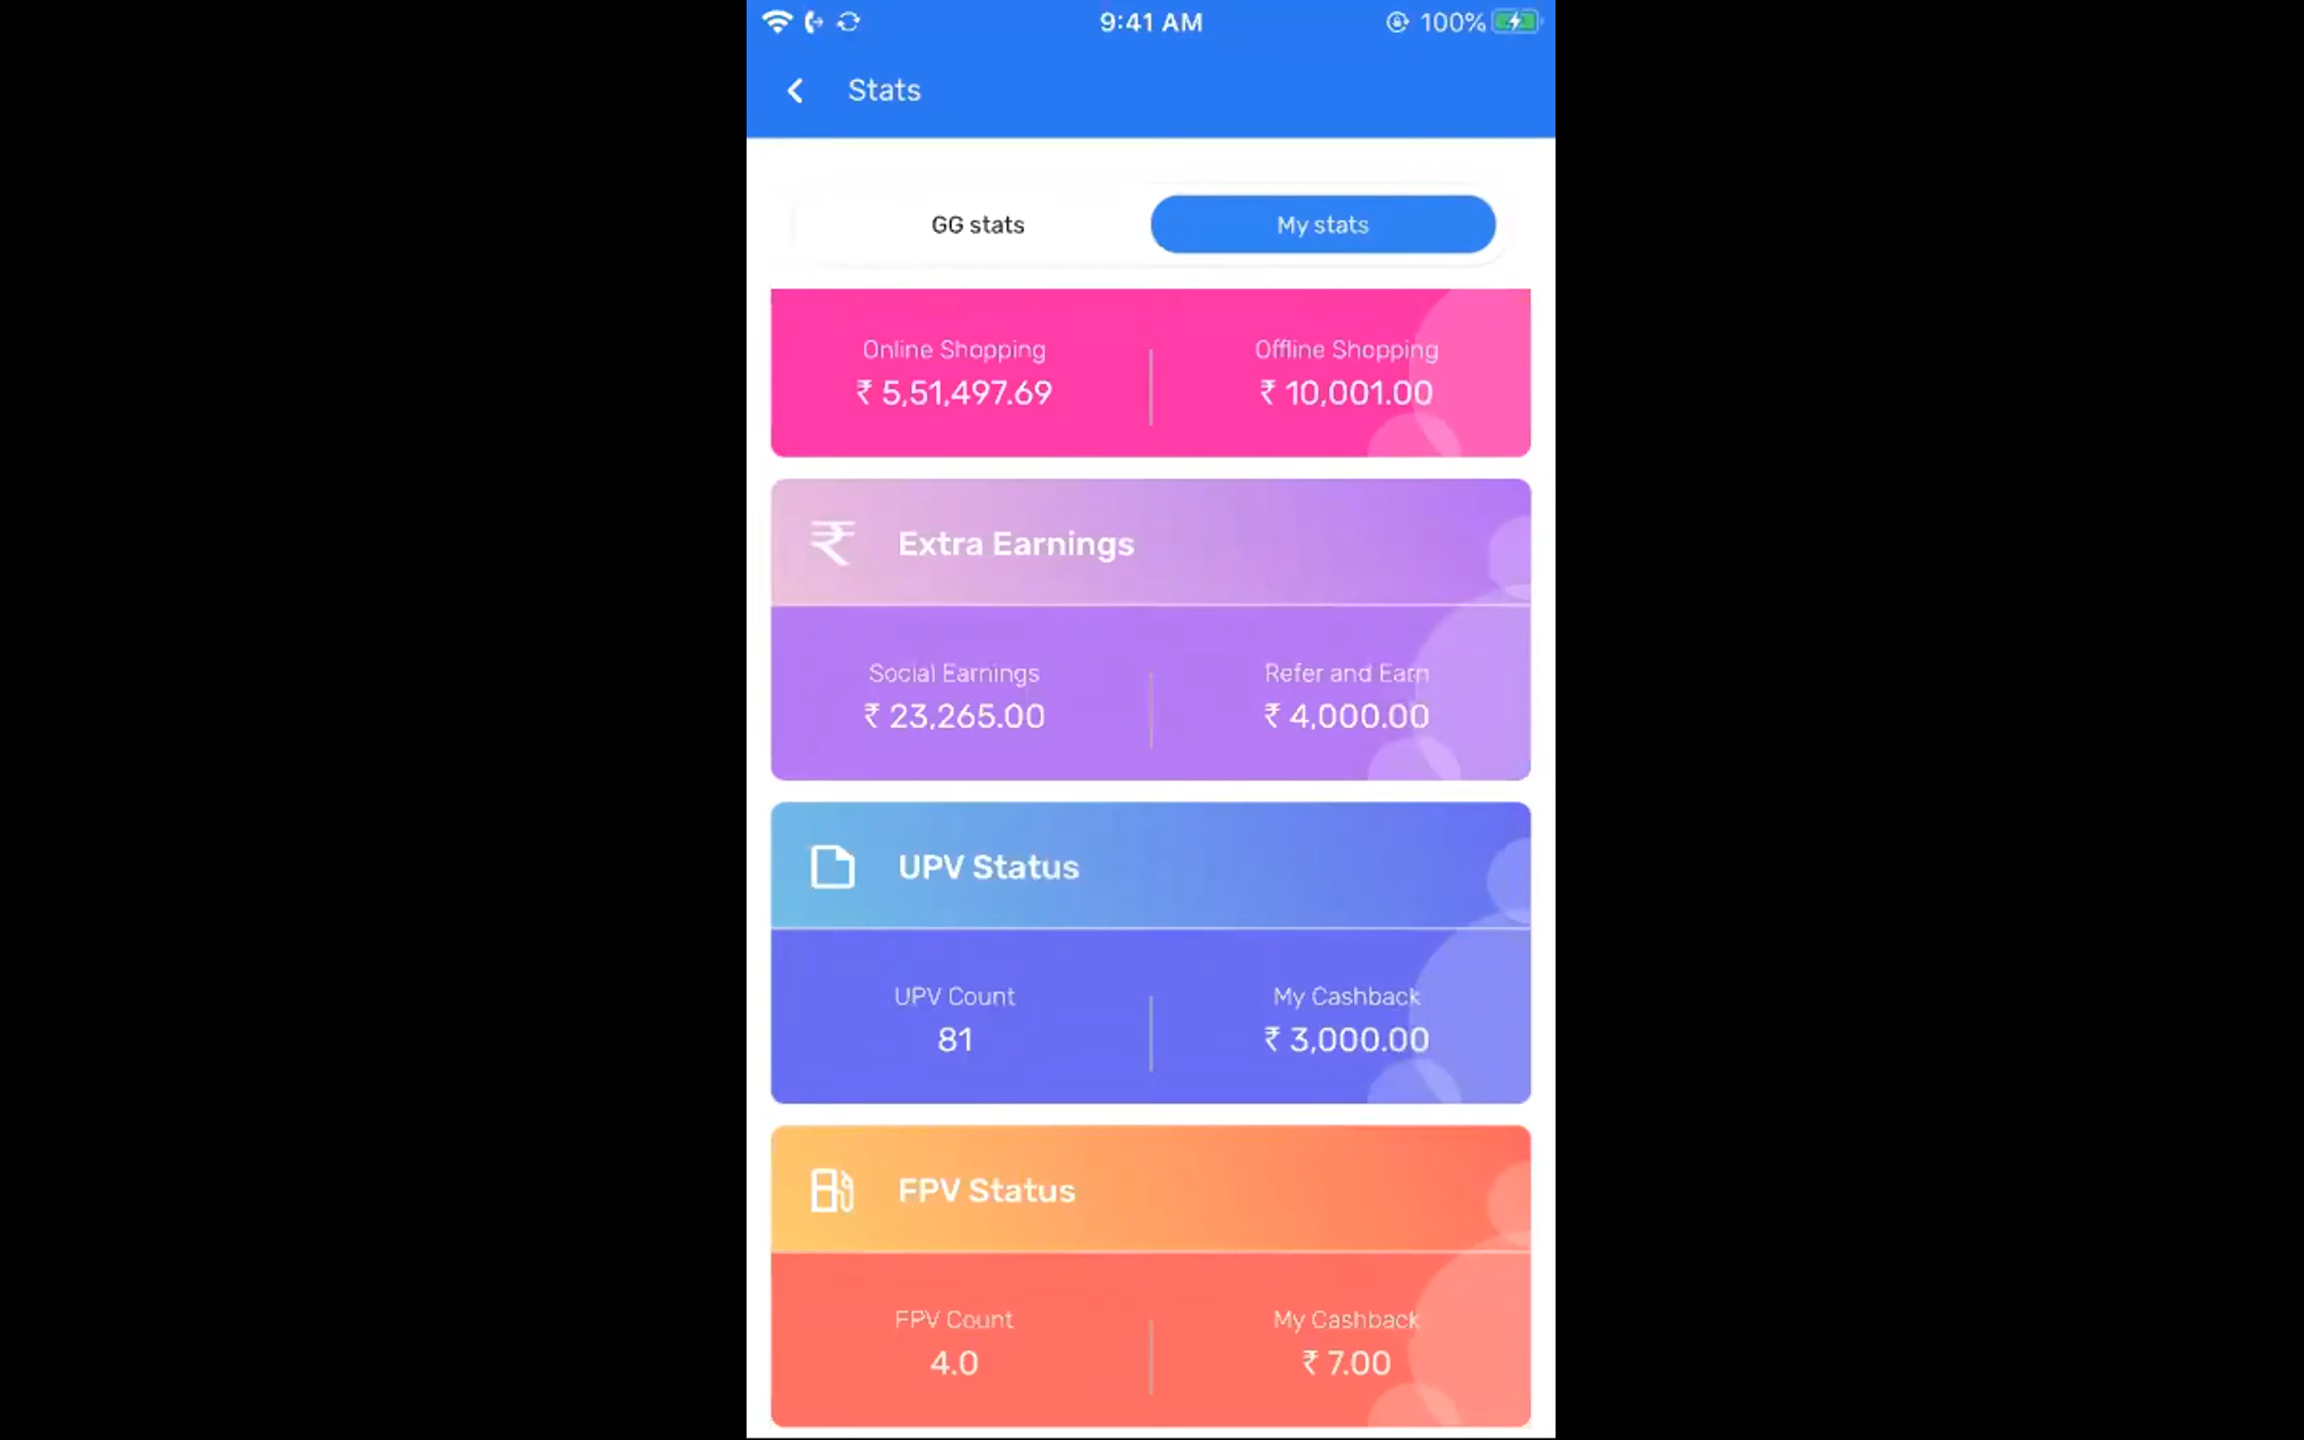 9:41 AM
100%
Stats
GG stats
My stats
Online Shopping
₹ 5,51,497.69
Offline Shopping
₹ 10,001.00
Extra Earnings
Social Earnings
₹ 23,265.00
Refer and Earn
₹ 4,000.00
UPV Status
UPV Count
81
My Cashback
₹ 3,000.00
FPV Status
FPV Count
4.0
My Cashback
₹ 7.00